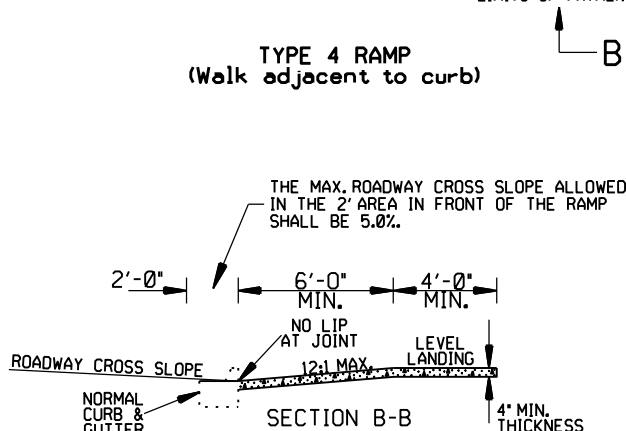 TYPE 4 RAMP
B
(Walk adjacent to curb)
THE MAX. ROADWAY CROSS SLOPE ALLOWED
IN THE 2' AREA IN FRONT OF THE RAMP
SHALL BE 5.0%.
2'-0" 6'-0" 4'-0"
MIN. MIN.
NO LIP
AT JOINT
LEVEL
LANDING
ROADWAY CROSS SLOPE
12:1 MAX.
NORMAL
CURB &
GUTTER
SECTION B-B
4" MIN.
THICKNESS